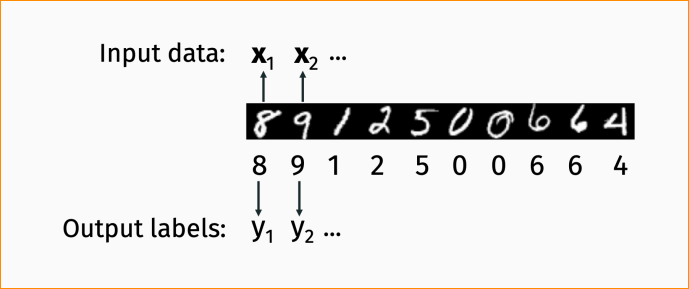 Input data: x1 x2 ...
8 9 1 2 5 0 0 6 6 4
8 9 1 2 5 0 0 6 6 4
Output labels: y1 y2 ...